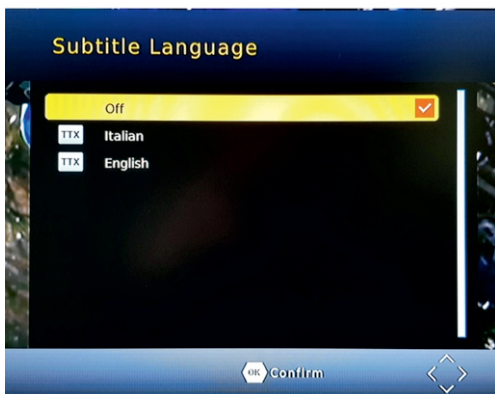 Subtitle Language
Off
TTX Italian
TTX English
OK Confirm